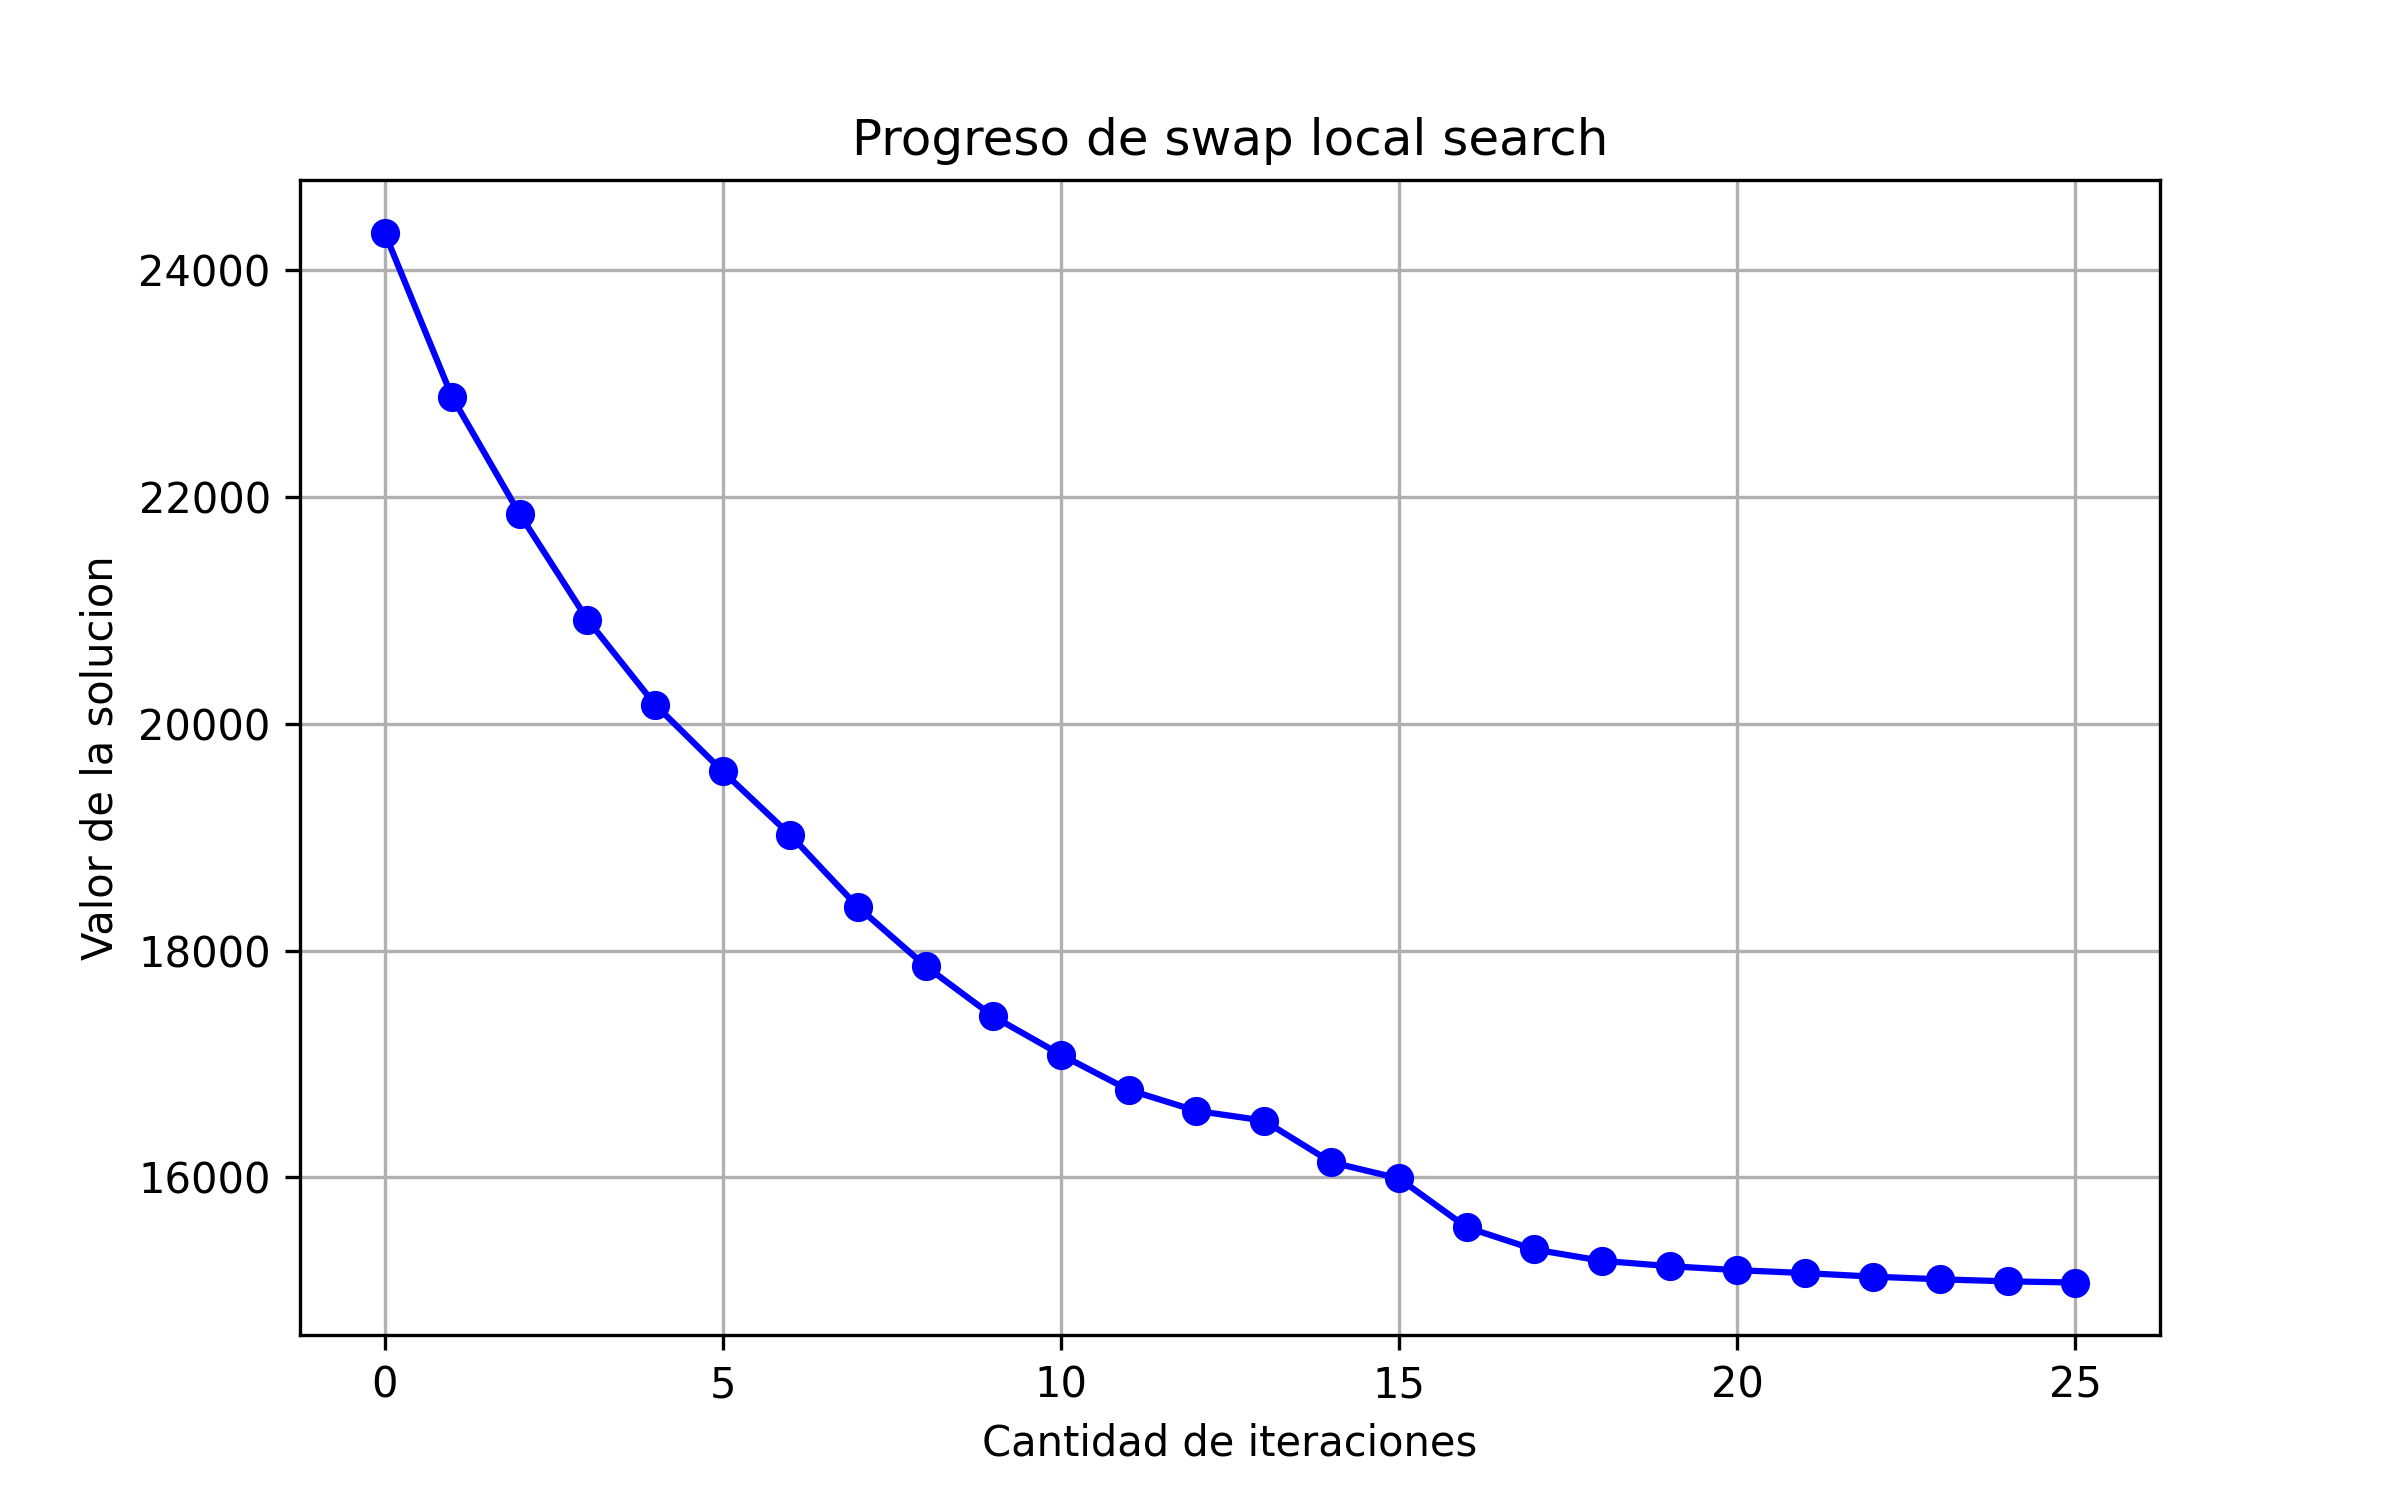 Progreso de swap local search
Valor de la solucion
24000
22000
20000
18000
16000
0 5 10 15 20 25
Cantidad de iteraciones